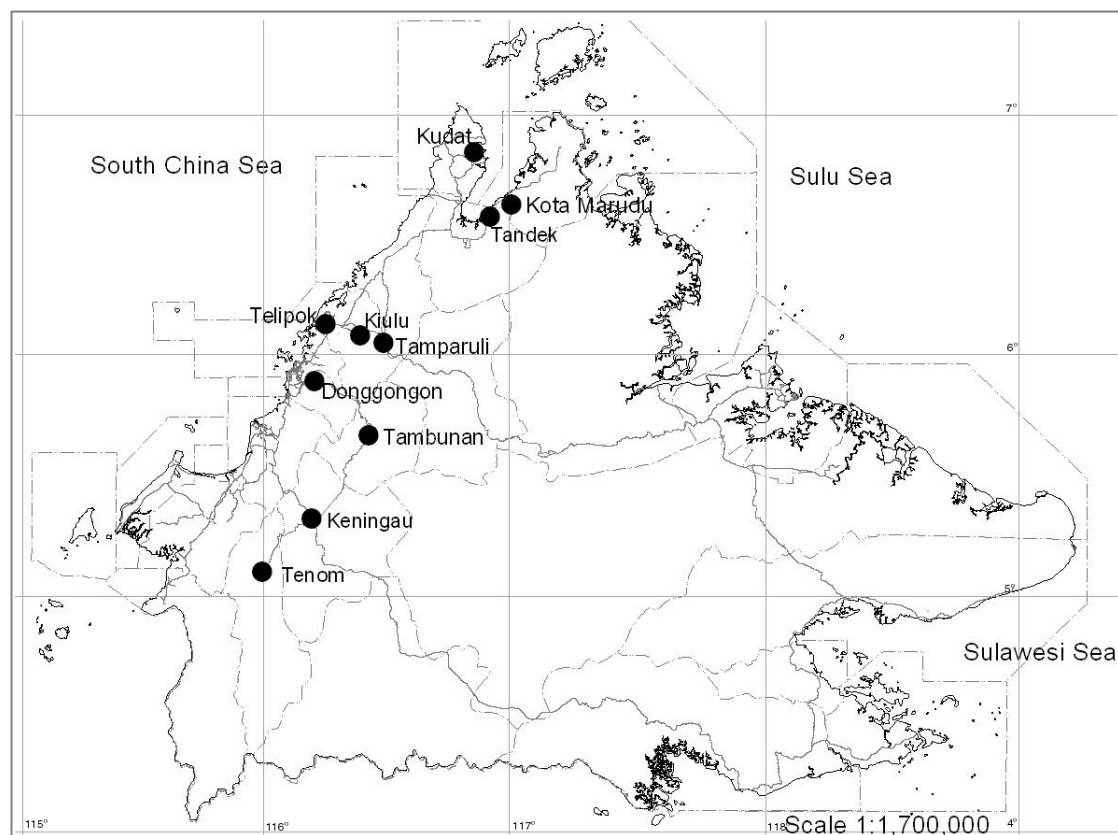 7°
Kudat
South China Sea
Sulu Sea
Kota Marudu
Tandek
Telipok
Kiulu
Tamparuli
6°
Donggongon
Tambunan
Keningau
Tenom
5°
Sulawesi Sea
115°
116°
117°
118°
Scale 1:1,700,000
4°